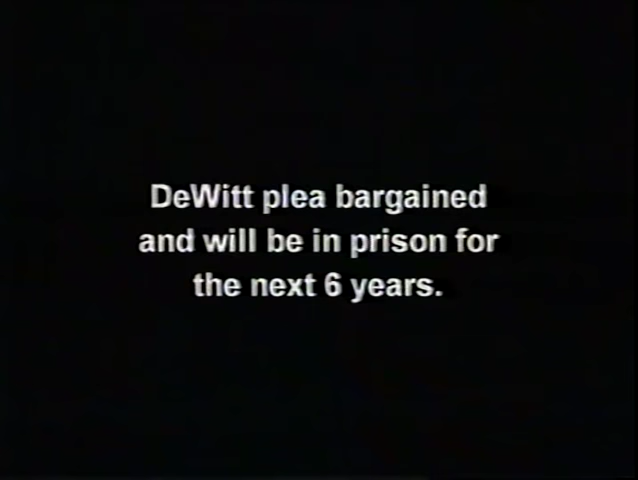 DeWitt plea bargained
and will be in prison for
the next 6 years.